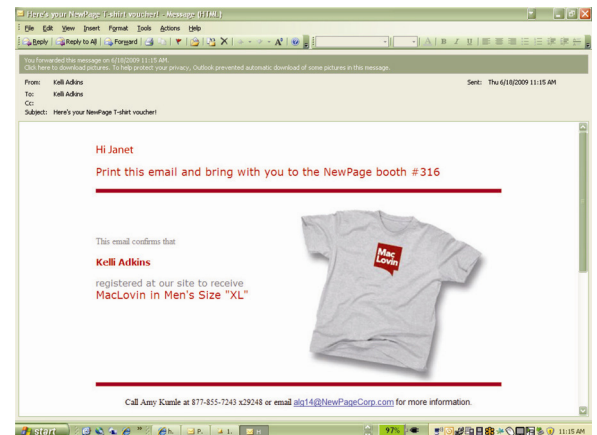 Here's your NewPage T-shirt voucher! - Message (HTML)
File Edit View Insert Format Tools Actions Help
Reply Reply to All Forward
You forwarded this message on 6/18/2009 11:15 AM.
Click here to download pictures. To help protect your privacy, Outlook prevented automatic download of some pictures in this message.
From: Kelli Adkins Sent: Thu 6/18/2009 11:15 AM
To: Kelli Adkins
Cc:
Subject: Here's your NewPage T-shirt voucher!
Hi Janet
Print this email and bring with you to the NewPage booth #316
This email confirms that
Kelli Adkins
registered at our site to receive
MacLovin in Men's Size "XL"
Mac
Lovin
Call Amy Kumle at 877-855-7243 x29248 or email alg14@NewPageCorp.com for more information.
Start 97% 11:15 AM